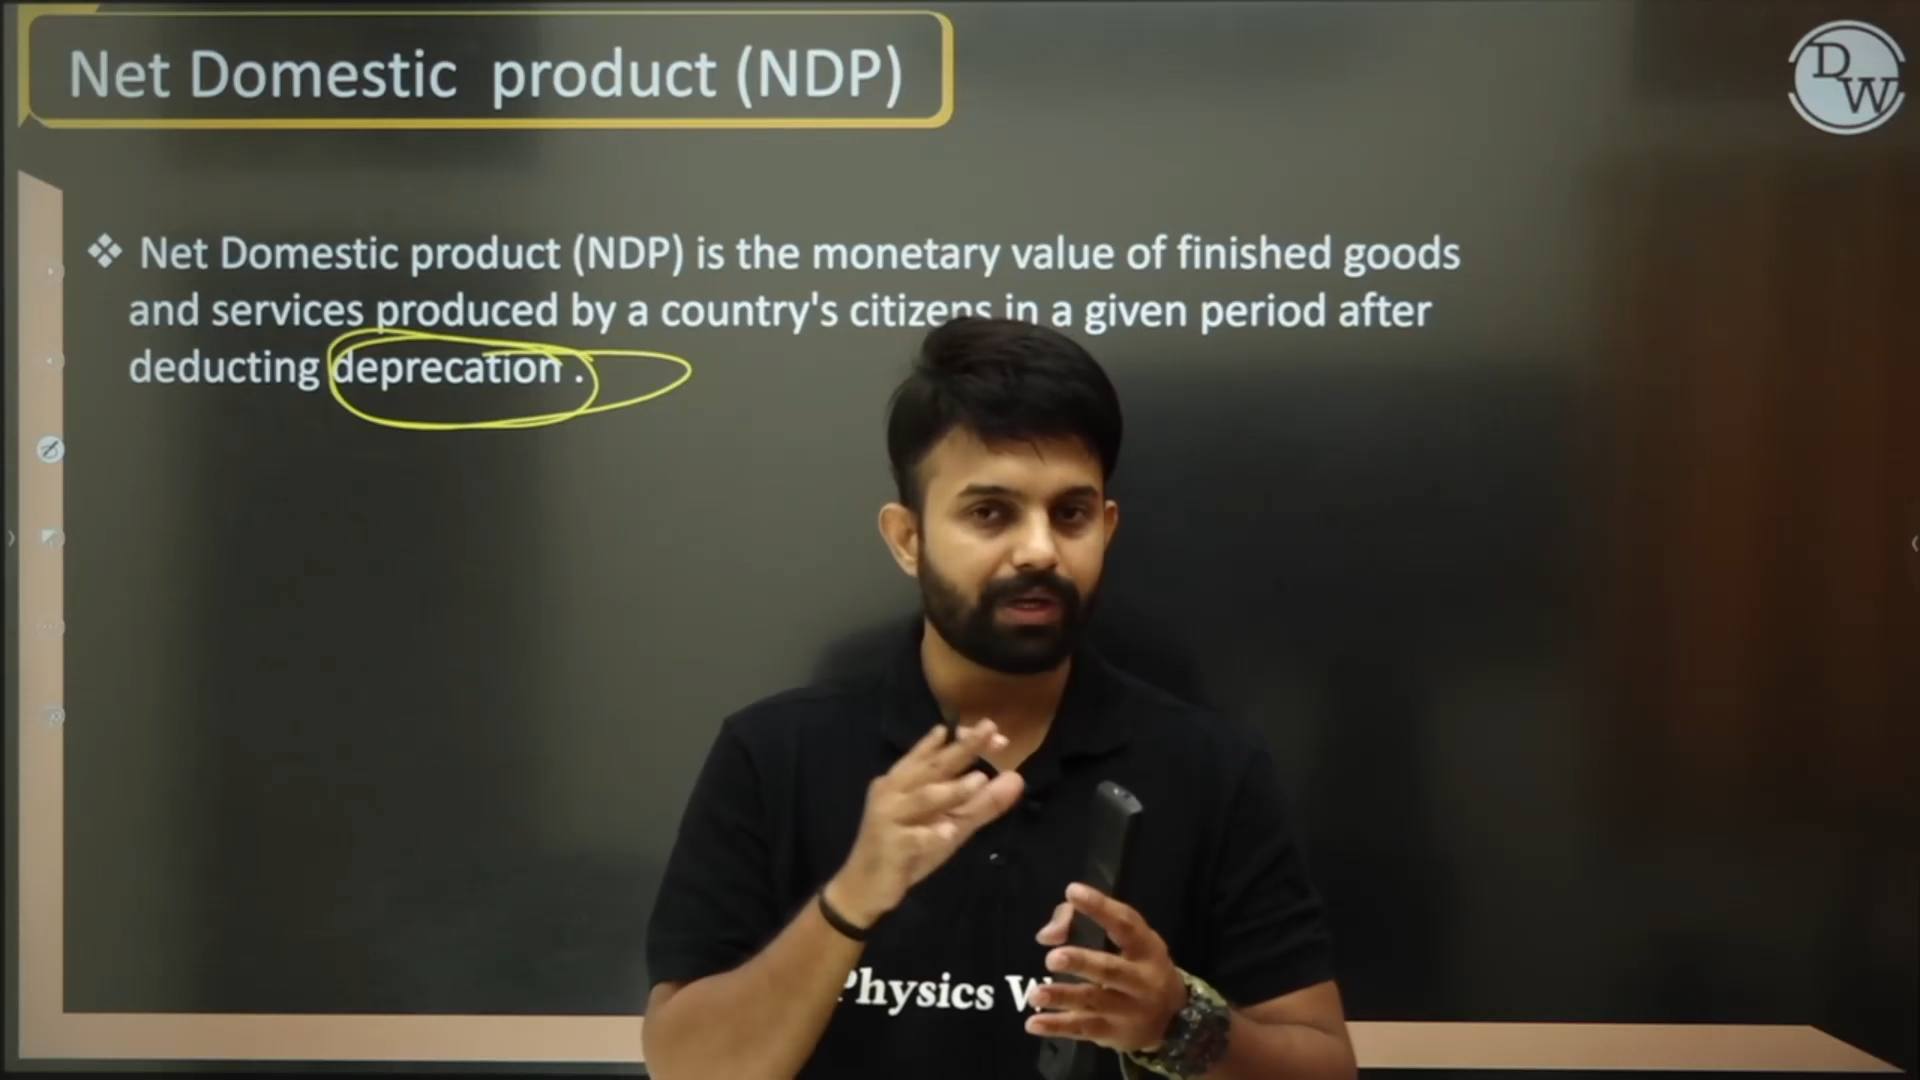 Net Domestic product (NDP)
PW
❖ Net Domestic product (NDP) is the monetary value of finished goods
and services produced by a country's citizens in a given period after
deducting deprecation .
Physics W